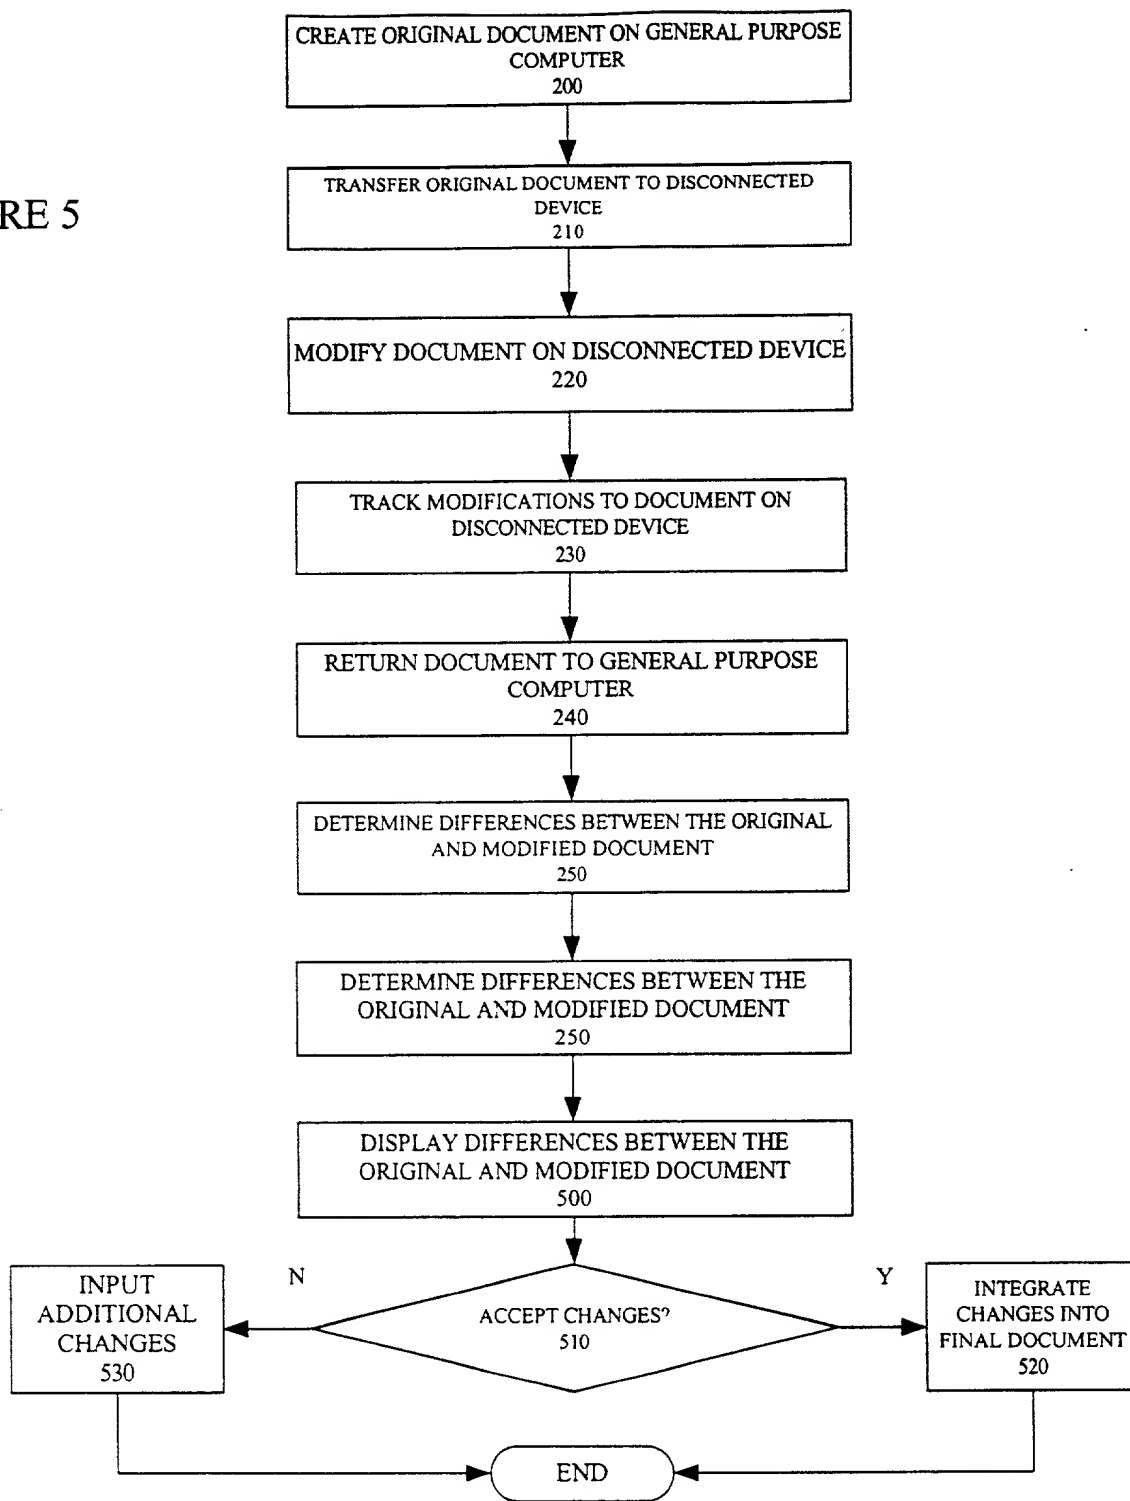 CREATE ORIGINAL DOCUMENT ON GENERAL PURPOSE
COMPUTER
200
TRANSFER ORIGINAL DOCUMENT TO DISCONNECTED
DEVICE
210
RE 5
MODIFY DOCUMENT ON DISCONNECTED DEVICE
220
TRACK MODIFICATIONS TO DOCUMENT ON
DISCONNECTED DEVICE
230
RETURN DOCUMENT TO GENERAL PURPOSE
COMPUTER
240
DETERMINE DIFFERENCES BETWEEN THE ORIGINAL
AND MODIFIED DOCUMENT
250
DETERMINE DIFFERENCES BETWEEN THE
ORIGINAL AND MODIFIED DOCUMENT
250
DISPLAY DIFFERENCES BETWEEN THE
ORIGINAL AND MODIFIED DOCUMENT
500
N
Y
INPUT
ADDITIONAL
CHANGES
530
ACCEPT CHANGES?
510
INTEGRATE
CHANGES INTO
FINAL DOCUMENT
520
END